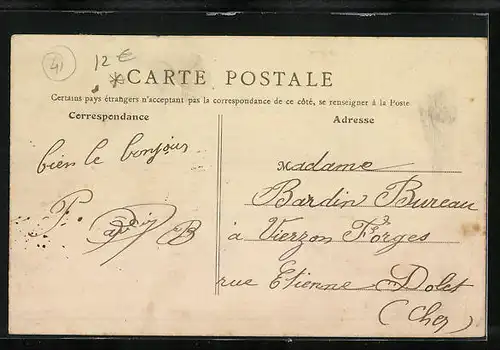 41
12 €
*CARTE POSTALE
Certains pays étrangers n'acceptant pas la correspondance de ce côté, se renseigner à la Poste
Correspondance
bien le bonjour
P.
B
Adresse
Madame
Bardin Bureau
à Vierzon Forges
rue Etienne Dolet
(Cher)